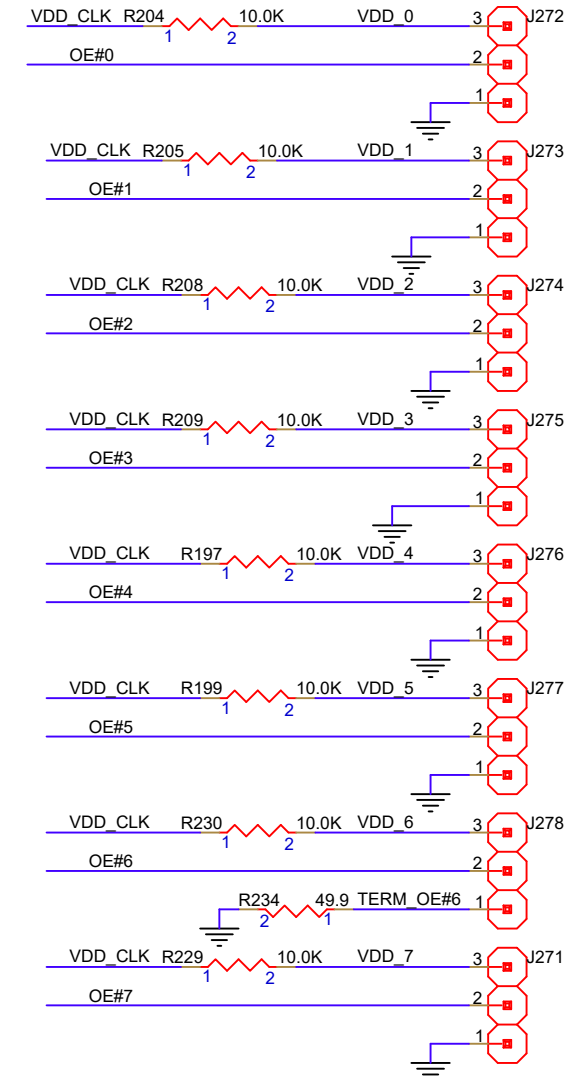 VDD_CLK R204 10.0K VDD_0 3 J272
1 2
OE#0 2
1
VDD_CLK R205 10.0K VDD_1 3 J273
1 2
OE#1 2
1
VDD_CLK R208 10.0K VDD_2 3 J274
1 2
OE#2 2
1
VDD_CLK R209 10.0K VDD_3 3 J275
1 2
OE#3 2
1
VDD_CLK R197 10.0K VDD_4 3 J276
1 2
OE#4 2
1
VDD_CLK R199 10.0K VDD_5 3 J277
1 2
OE#5 2
1
VDD_CLK R230 10.0K VDD_6 3 J278
1 2
OE#6 2
R234 49.9 TERM_OE#6 1
2 1
VDD_CLK R229 10.0K VDD_7 3 J271
1 2
OE#7 2
1